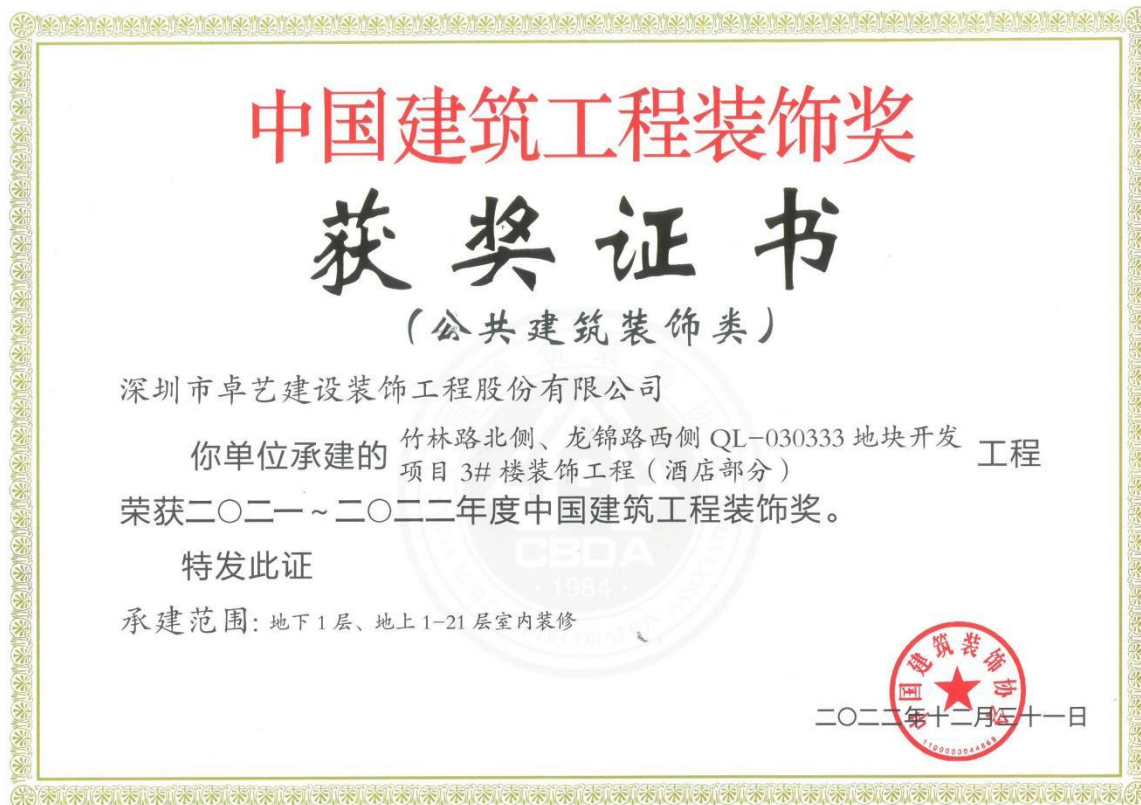 中国建筑工程装饰奖
获奖证书
(公共建筑装饰类)
深圳市卓艺建设装饰工程股份有限公司
你单位承建的 竹林路北侧、龙锦路西侧 QL-030333 地块开发
项目 3# 楼装饰工程（酒店部分） 工程
荣获二〇二一~二〇二二年度中国建筑工程装饰奖。
特发此证
承建范围: 地下 1 层、地上 1-21 层室内装修
CBDA
1984
中国建筑装饰协会
二〇二二年十二月三十一日